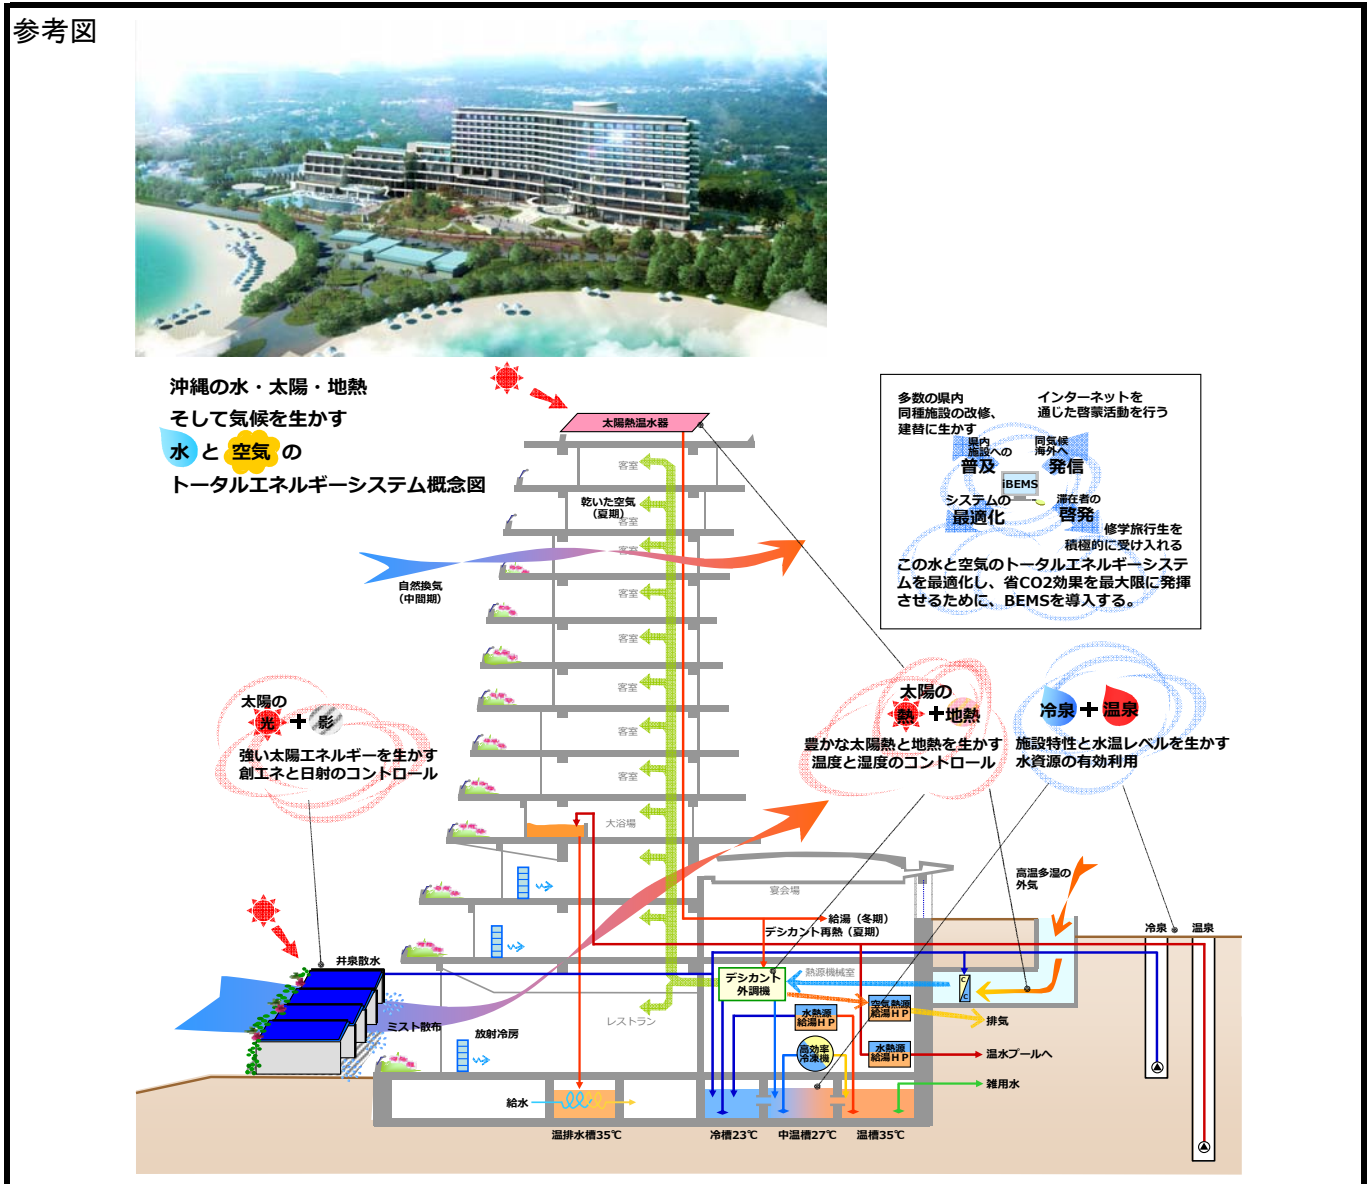 参考図
沖縄の水・太陽・地熱
そして気候を生かす
水 と 空気 の
トータルエネルギーシステム概念図
太陽熱温水器
多数の県内
同種施設の改修、
建替に生かす
インターネットを
通じた啓蒙活動を行う
県内
施設への
普及
同気候
海外へ
発信
iBEMS
システムの
最適化
滞在者の
啓発
修学旅行生を
積極的に受け入れる
この水と空気のトータルエネルギーシステ
ムを最適化し、省CO2効果を最大限に発揮
させるために、BEMSを導入する。
客室
乾いた空気
（夏期）
客室
客室
自然換気
（中間期）
客室
客室
客室
客室
客室
大浴場
太陽の
光 + 影
強い太陽エネルギーを生かす
創エネと日射のコントロール
太陽の
熱 + 地熱
豊かな太陽熱と地熱を生かす
温度と湿度のコントロール
冷泉 + 温泉
施設特性と水温レベルを生かす
水資源の有効利用
高温多湿の
外気
宴会場
給湯（冬期）
デシカント再熱（夏期）
冷泉
温泉
井泉散水
デシカント
外調機
熱源機械室
C
C
空気熱源
給湯ＨＰ
排気
レストラン
ミスト散布
放射冷房
水熱源
給湯ＨＰ
高効率
冷凍機
水熱源
給湯ＨＰ
温水プールへ
雑用水
給水
温排水槽35℃
冷槽23℃
中温槽27℃
温槽35℃